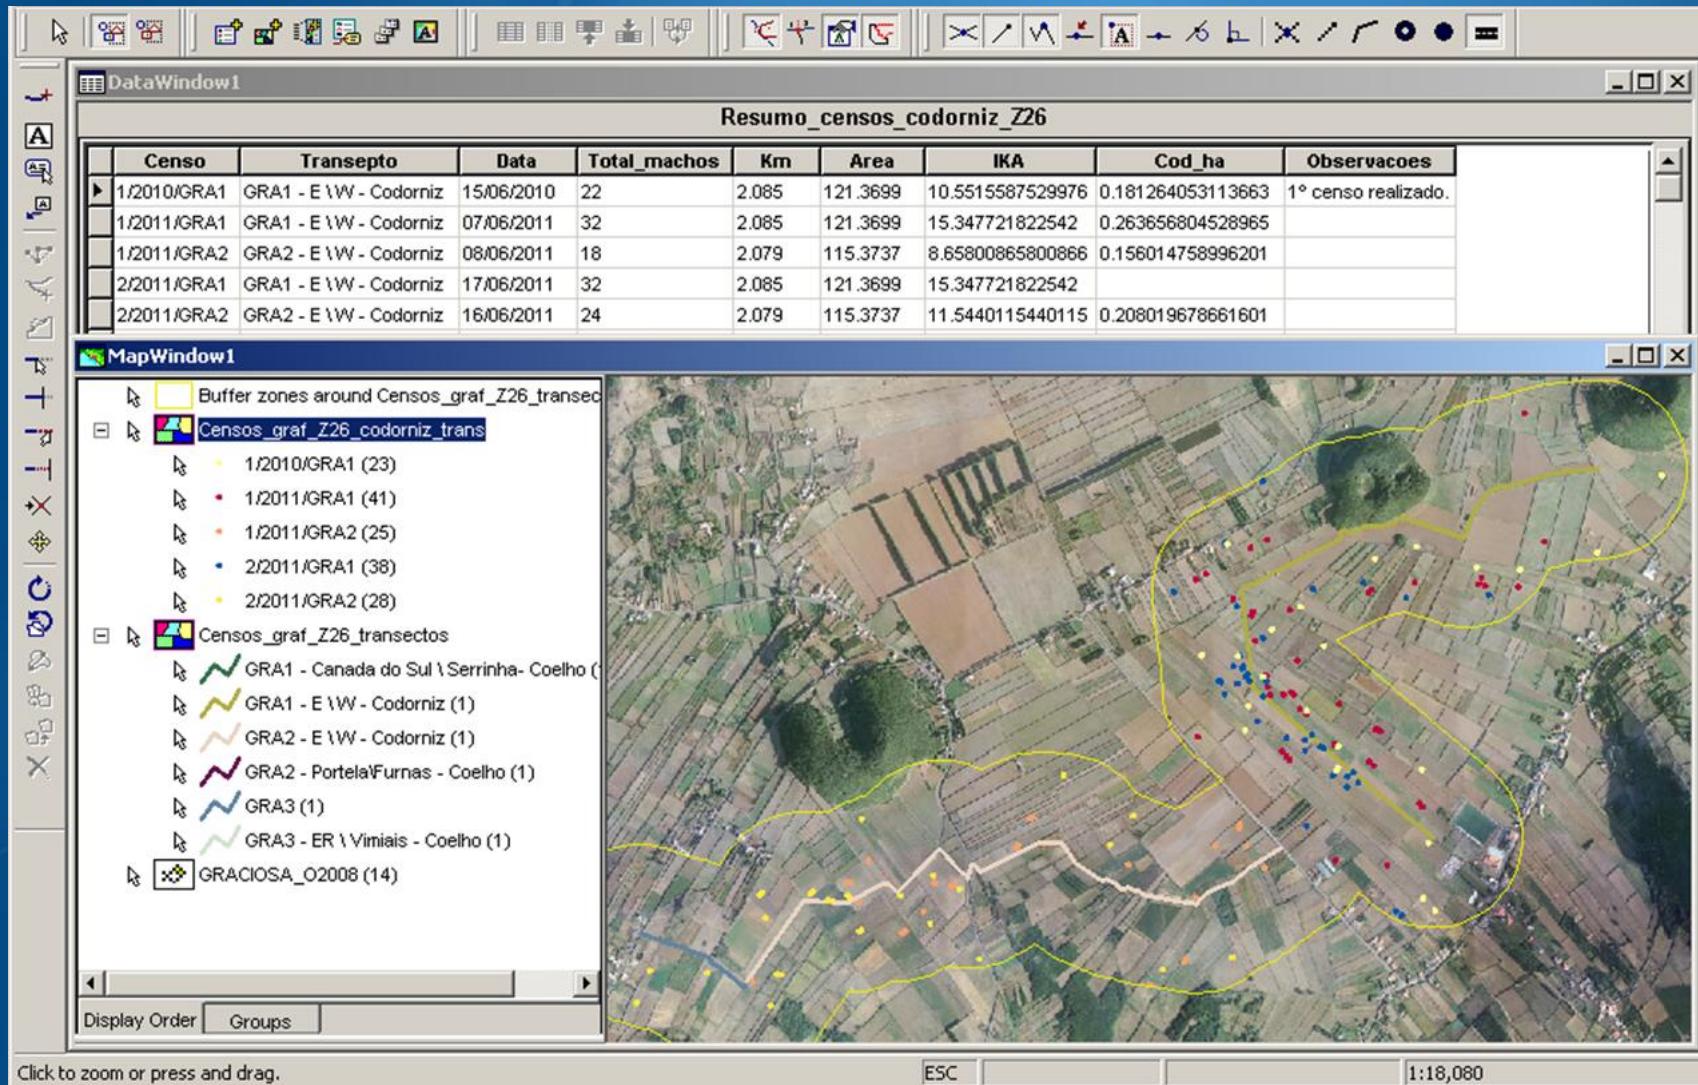 DataWindow1
Resumo_censos_codorniz_Z26
Censo Transepto Data Total_machos Km Area IKA Cod_ha Observacoes
1/2010/GRA1 GRA1 - E \ W - Codorniz 15/06/2010 22 2.085 121.3699 10.5515587529976 0.181264053113663 1º censo realizado.
1/2011/GRA1 GRA1 - E \ W - Codorniz 07/06/2011 32 2.085 121.3699 15.347721822542 0.263656804528965
1/2011/GRA2 GRA2 - E \ W - Codorniz 08/06/2011 18 2.079 115.3737 8.65800865800866 0.156014758996201
2/2011/GRA1 GRA1 - E \ W - Codorniz 17/06/2011 32 2.085 121.3699 15.347721822542
2/2011/GRA2 GRA2 - E \ W - Codorniz 16/06/2011 24 2.079 115.3737 11.5440115440115 0.208019678661601
MapWindow1
Buffer zones around Censos_graf_Z26_transec
Censos_graf_Z26_codorniz_trans
1/2010/GRA1 (23)
1/2011/GRA1 (41)
1/2011/GRA2 (25)
2/2011/GRA1 (38)
2/2011/GRA2 (28)
Censos_graf_Z26_transectos
GRA1 - Canada do Sul \ Serrinha- Coelho (
GRA1 - E \ W - Codorniz (1)
GRA2 - E \ W - Codorniz (1)
GRA2 - Portela\Furnas - Coelho (1)
GRA3 (1)
GRA3 - ER \ Vimiais - Coelho (1)
GRACIOSA_O2008 (14)
Display Order Groups
Click to zoom or press and drag. ESC 1:18,080